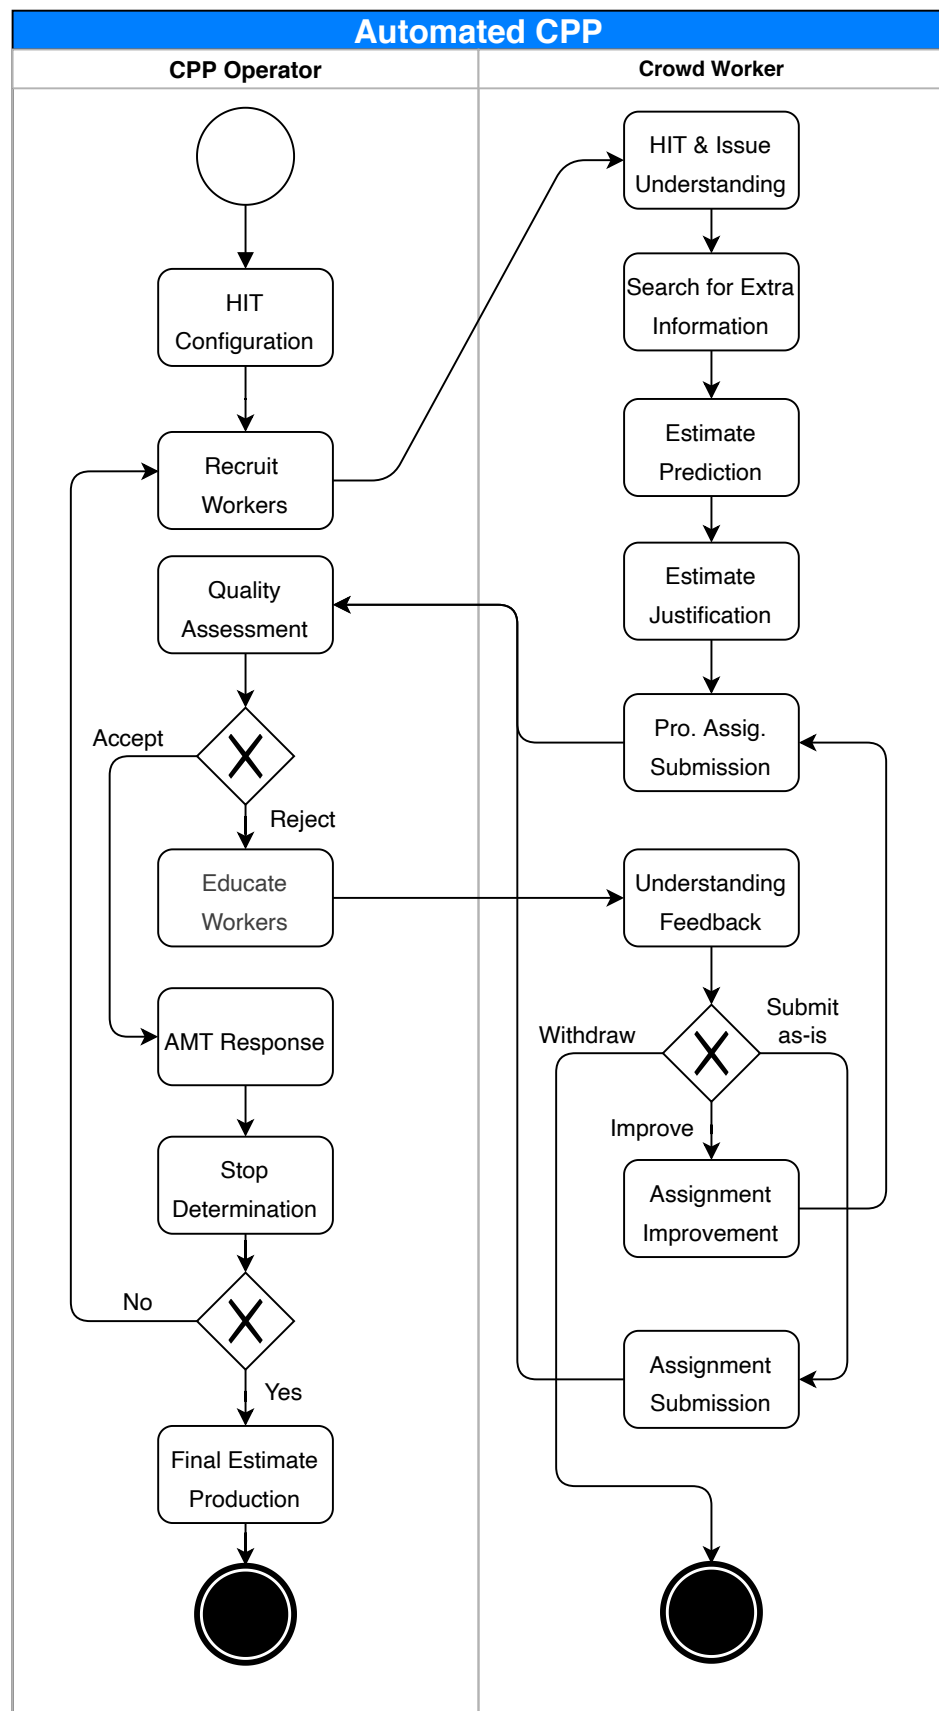 Automated CPP
CPP Operator
Crowd Worker
HIT
Configuration
Recruit
Workers
Quality
Assessment
Accept
Reject
Educate
Workers
AMT Response
Stop
Determination
No
Yes
Final Estimate
Production
HIT & Issue
Understanding
Search for Extra
Information
Estimate
Prediction
Estimate
Justification
Pro. Assig.
Submission
Understanding
Feedback
Withdraw
Submit
as-is
Improve
Assignment
Improvement
Assignment
Submission